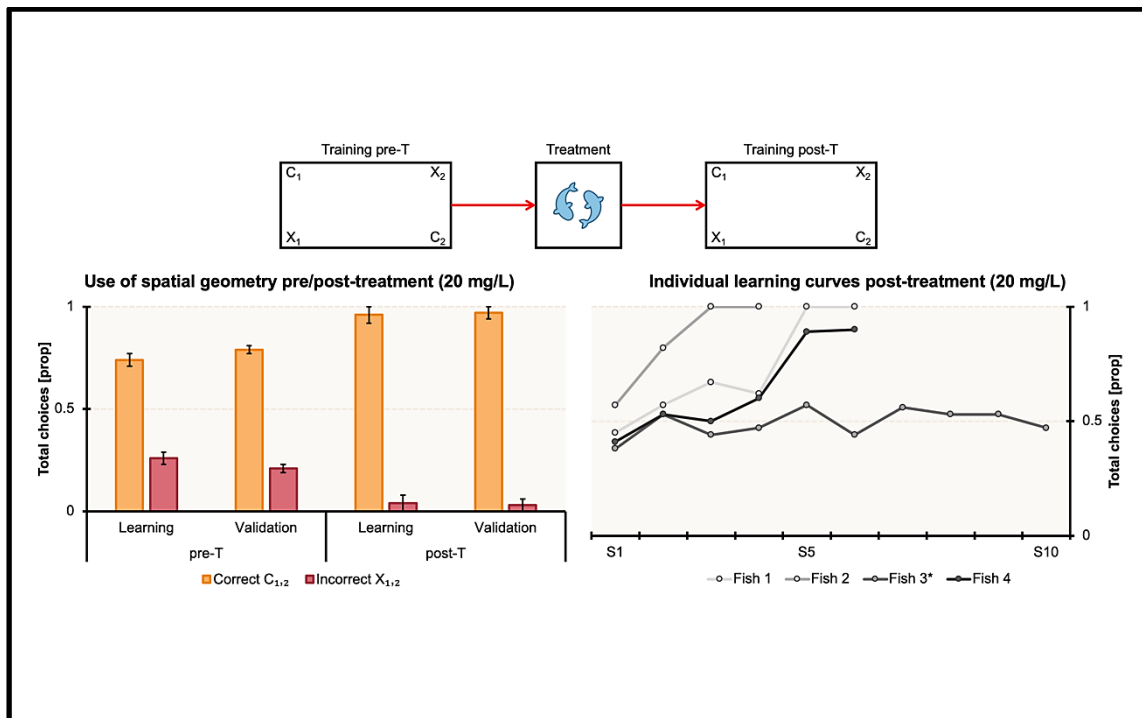 Training pre-T
Treatment
Training post-T
C₁ X₂
X₁ C₂
C₁ X₂
X₁ C₂
Use of spatial geometry pre/post-treatment (20 mg/L)
Total choices [prop]
1
0.5
0
Learning Validation Learning Validation
pre-T post-T
Correct C₁,₂ Incorrect X₁,₂
Individual learning curves post-treatment (20 mg/L)
1
0.5
0
Total choices [prop]
S1 S5 S10
Fish 1 Fish 2 Fish 3* Fish 4